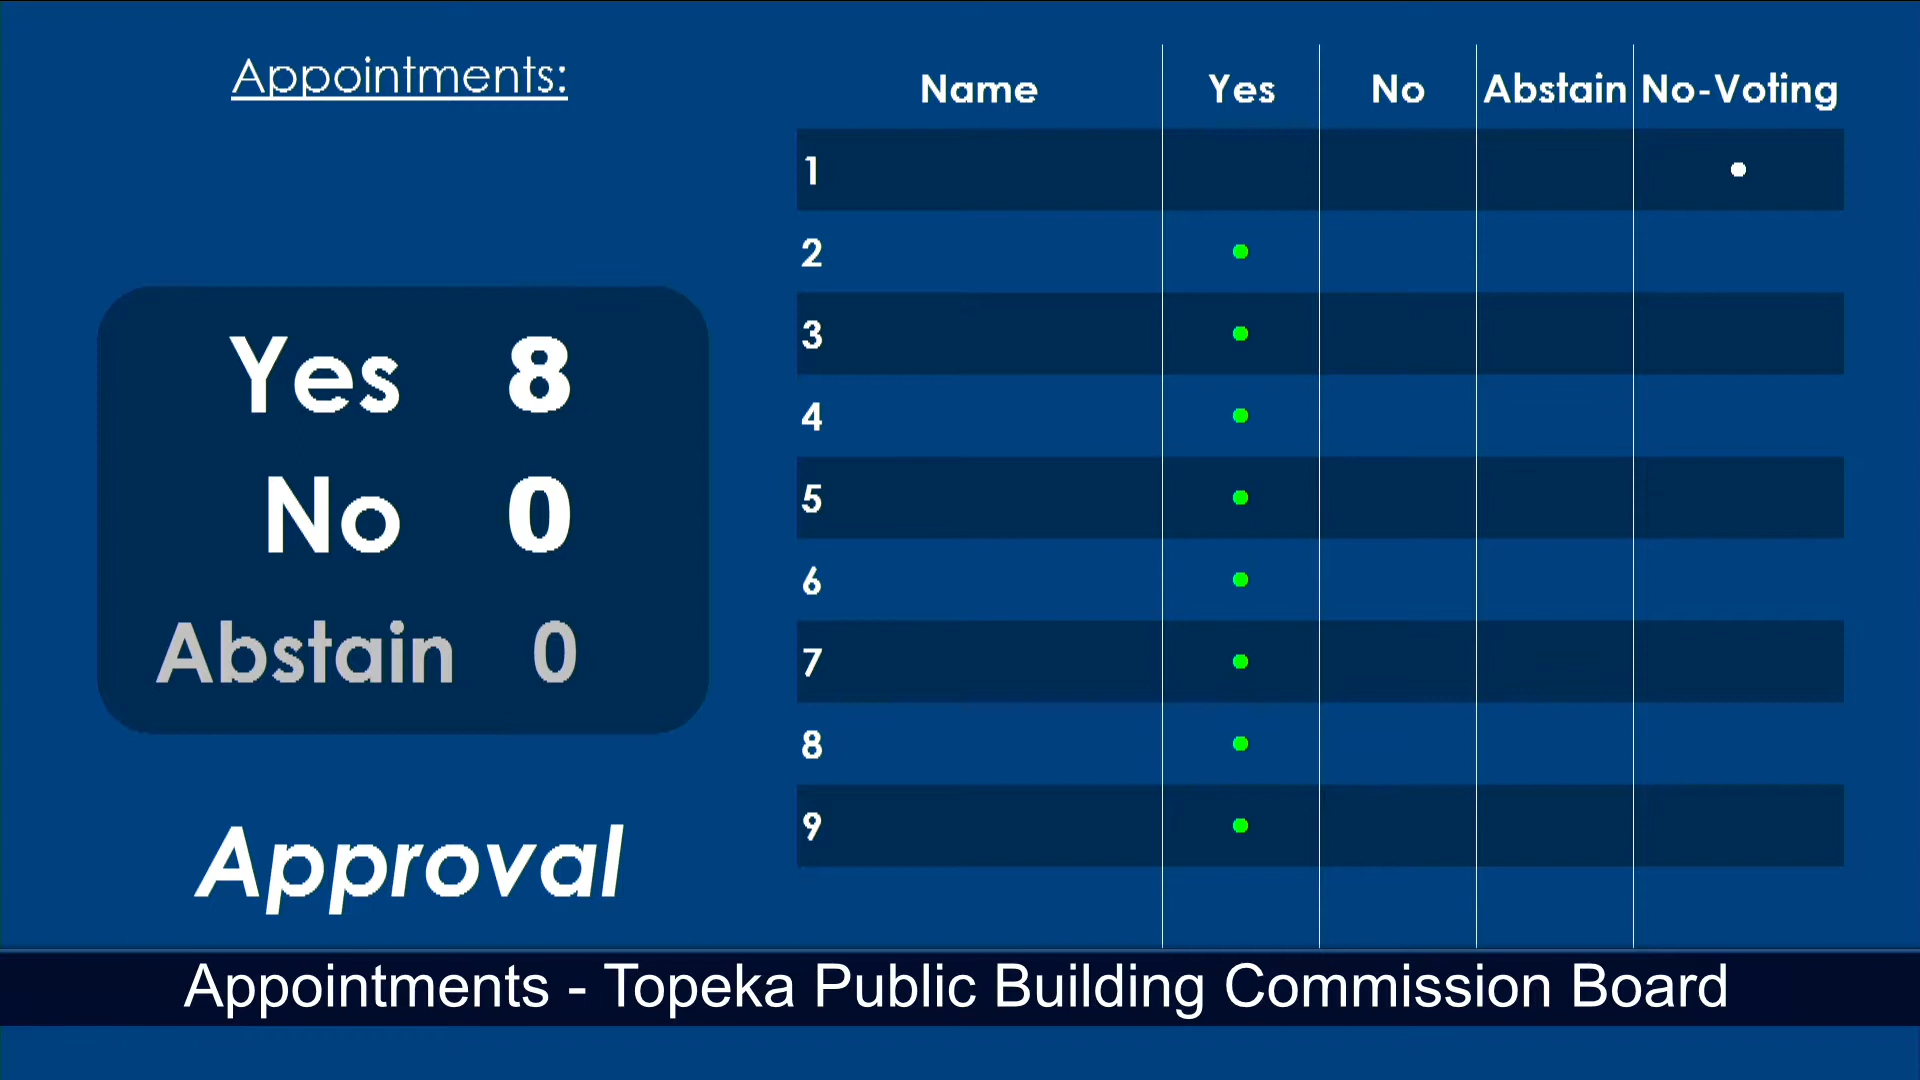 Appointments:
Yes 8
No 0
Abstain 0
Approval
Name Yes No Abstain No-Voting
1
2
3
4
5
6
7
8
9
Appointments - Topeka Public Building Commission Board